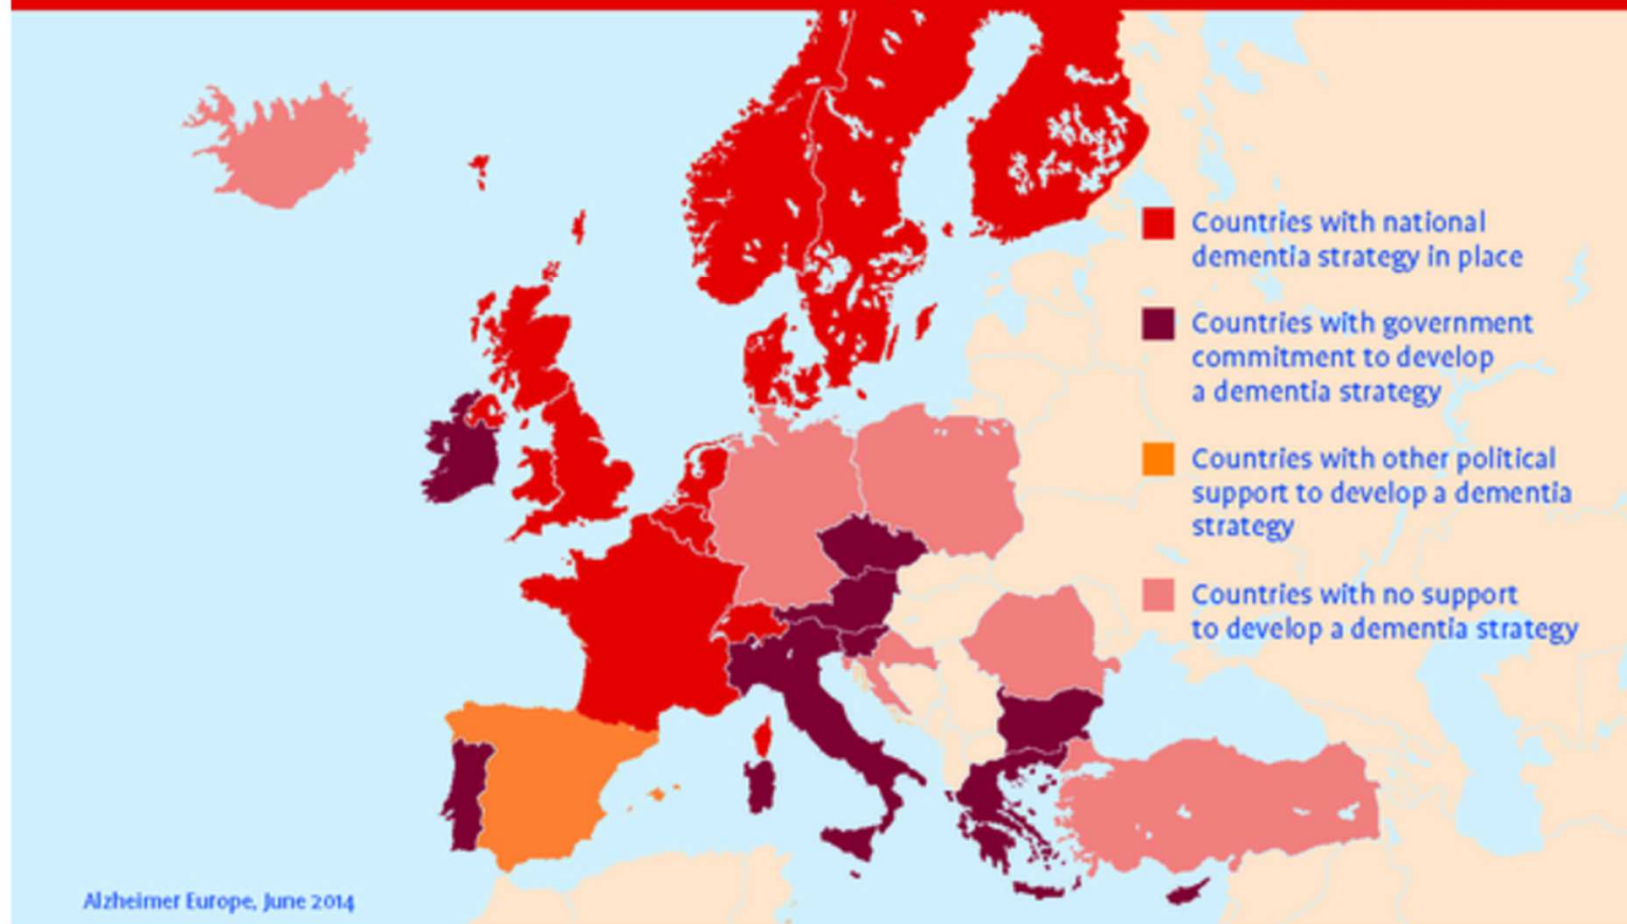 Countries with national
dementia strategy in place
Countries with government
commitment to develop
a dementia strategy
Countries with other political
support to develop a dementia
strategy
Countries with no support
to develop a dementia strategy
Alzheimer Europe, June 2014